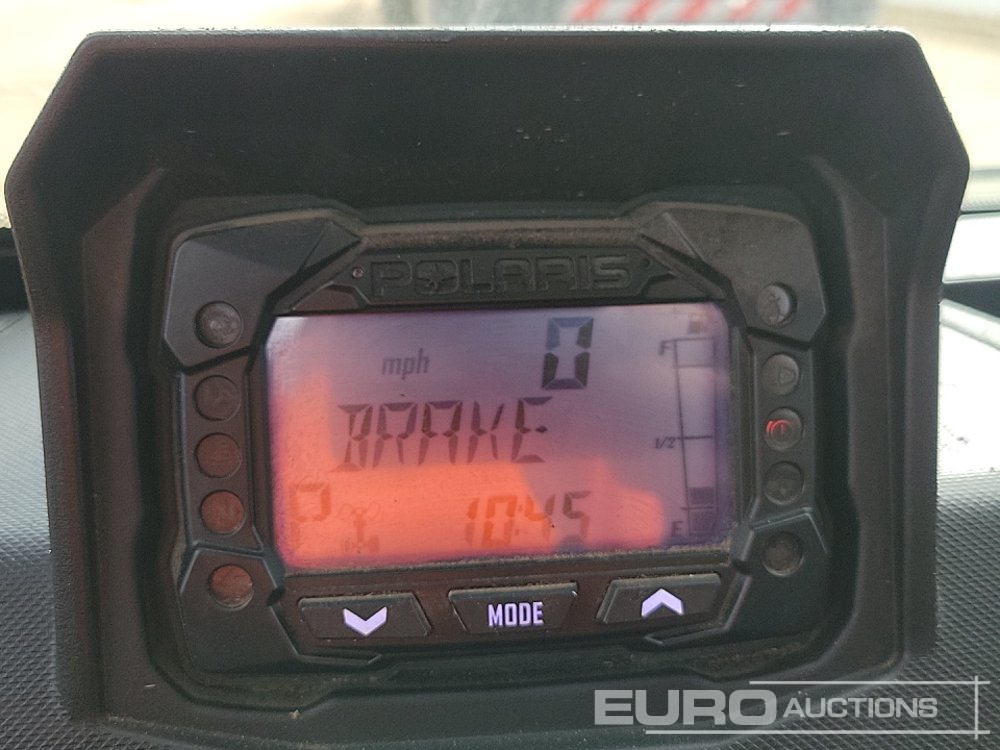 POLARIS
mph 0
F
BRAKE
1/2
P 10:45
E
MODE
EURO AUCTIONS